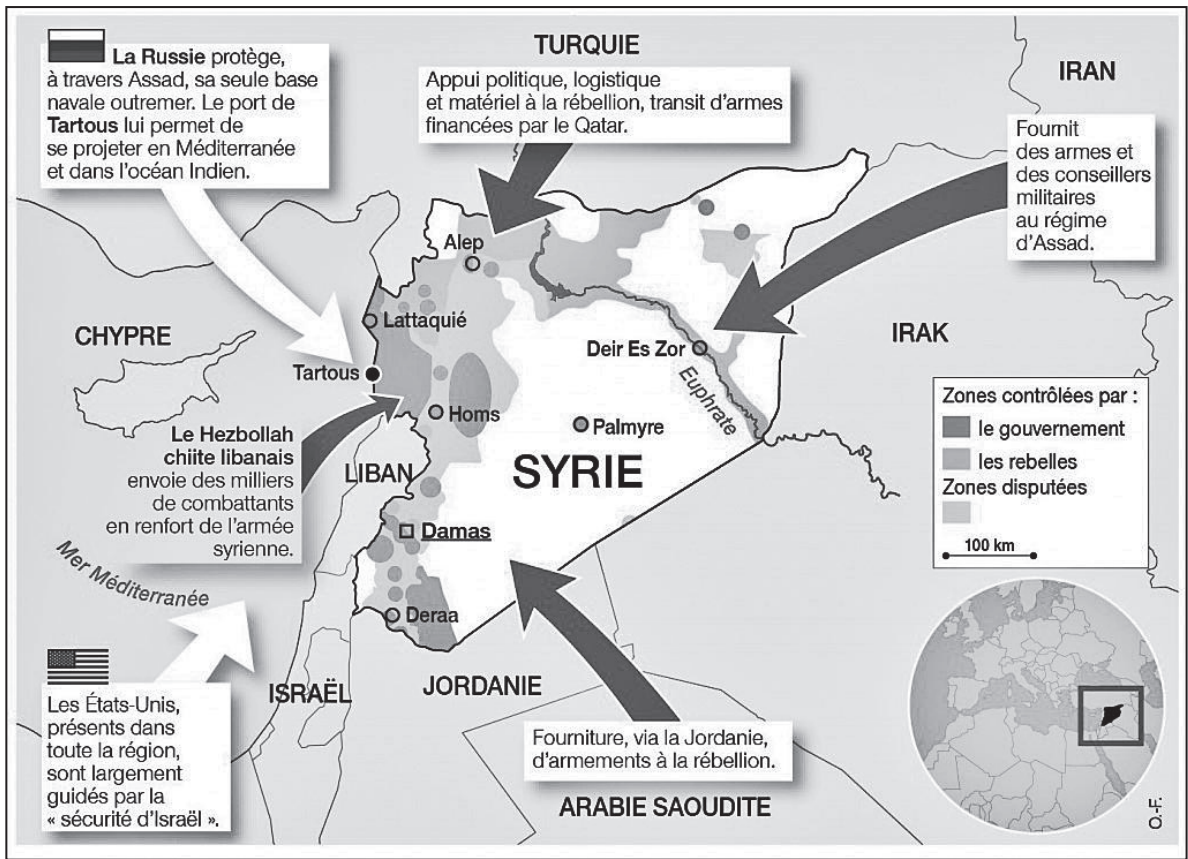 La Russie protège,
à travers Assad, sa seule base
navale outremer. Le port de
Tartous lui permet de
se projeter en Méditerranée
et dans l'océan Indien.
TURQUIE
Appui politique, logistique
et matériel à la rébellion, transit d'armes
financées par le Qatar.
IRAN
Fournit
des armes et
des conseillers
militaires
au régime
d'Assad.
Alep
CHYPRE
Lattaquié
IRAK
Deir Es Zor
Tartous
Euphrate
Homs
Palmyre
Zones contrôlées par :
le gouvernement
les rebelles
Zones disputées
100 km
Le Hezbollah
chiite libanais
envoie des milliers
de combattants
en renfort de l'armée
syrienne.
LIBAN
SYRIE
Damas
Mer Méditerranée
Deraa
ISRAËL
JORDANIE
Les États-Unis,
présents dans
toute la région,
sont largement
guidés par la
« sécurité d'Israël ».
Fourniture, via la Jordanie,
d'armements à la rébellion.
ARABIE SAOUDITE
O.-F.